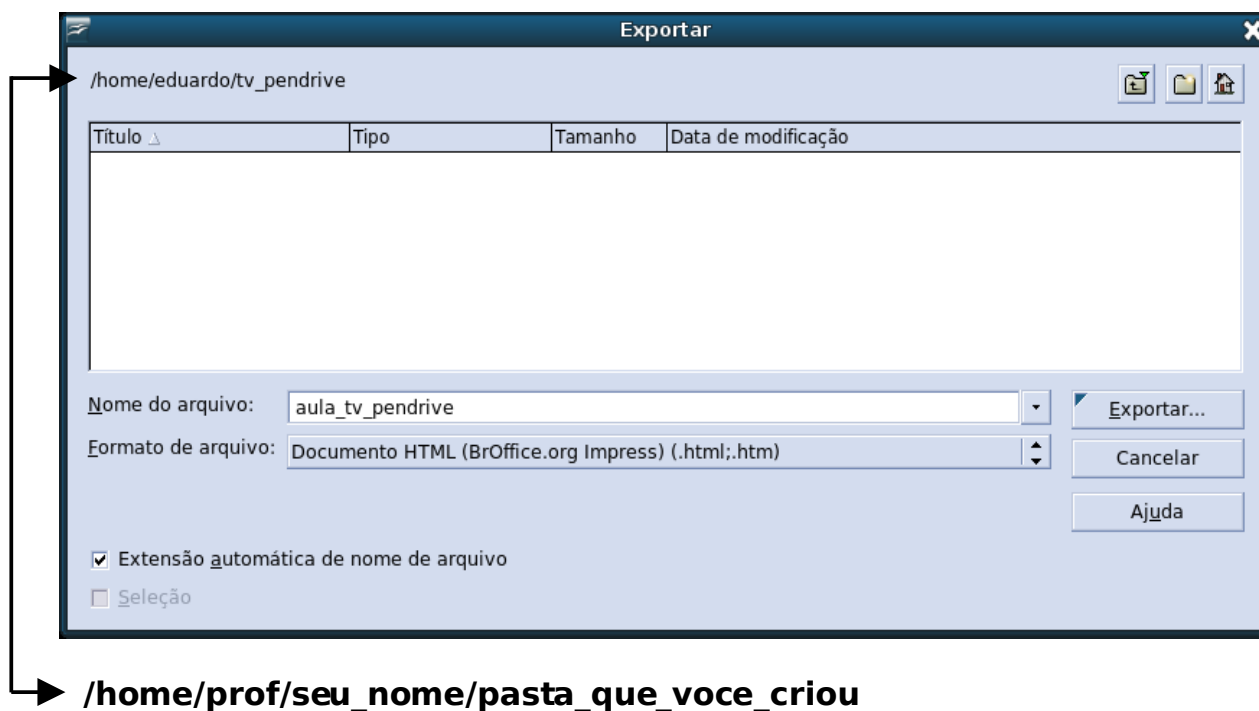 Exportar
/home/eduardo/tv_pendrive
Título Tipo Tamanho Data de modificação
Nome do arquivo: aula_tv_pendrive Exportar...
Formato de arquivo: Documento HTML (BrOffice.org Impress) (.html;.htm) Cancelar
Ajuda
Extensão automática de nome de arquivo
Seleção
/home/prof/seu_nome/pasta_que_voce_criou